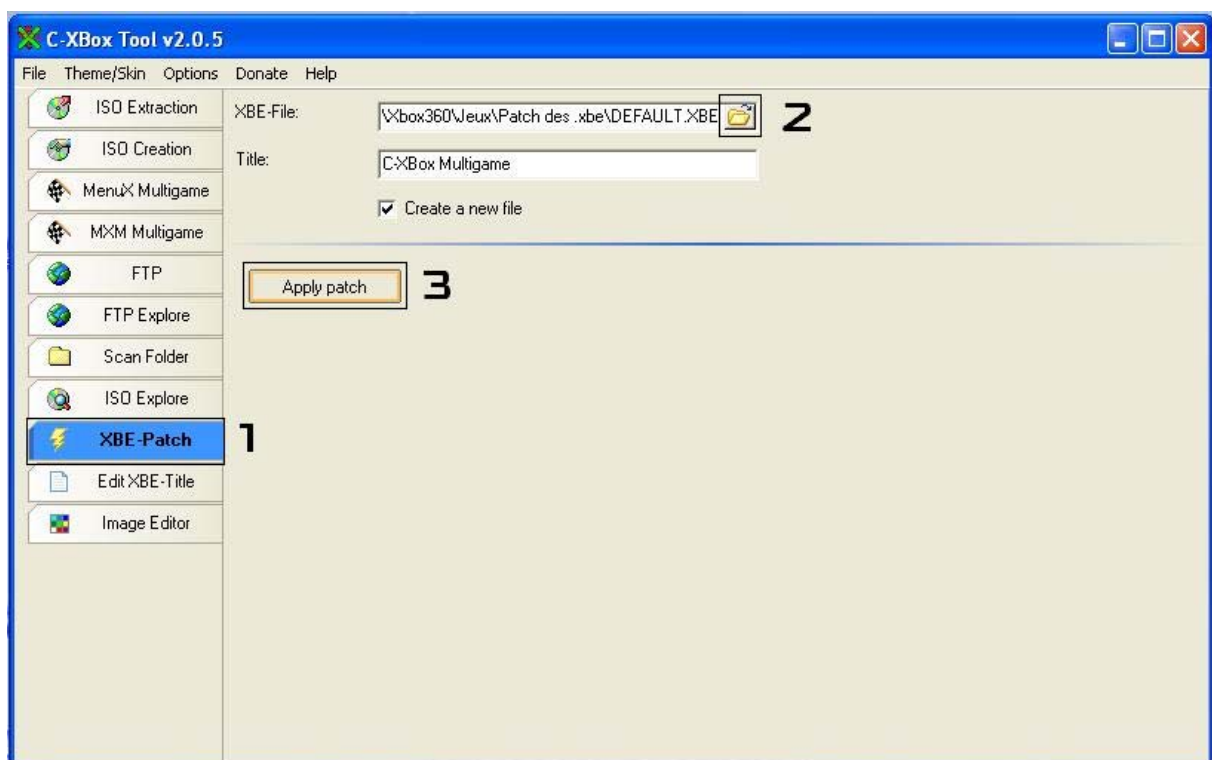 C-XBox Tool v2.0.5
File Theme/Skin Options Donate Help
ISO Extraction
ISO Creation
MenuX Multigame
MXM Multigame
FTP
FTP Explore
Scan Folder
ISO Explore
XBE-Patch
1
Edit XBE-Title
Image Editor
XBE-File:
\Xbox360\Jeux\Patch des .xbe\DEFAULT.XBE
2
Title:
C-XBox Multigame
Create a new file
Apply patch
3